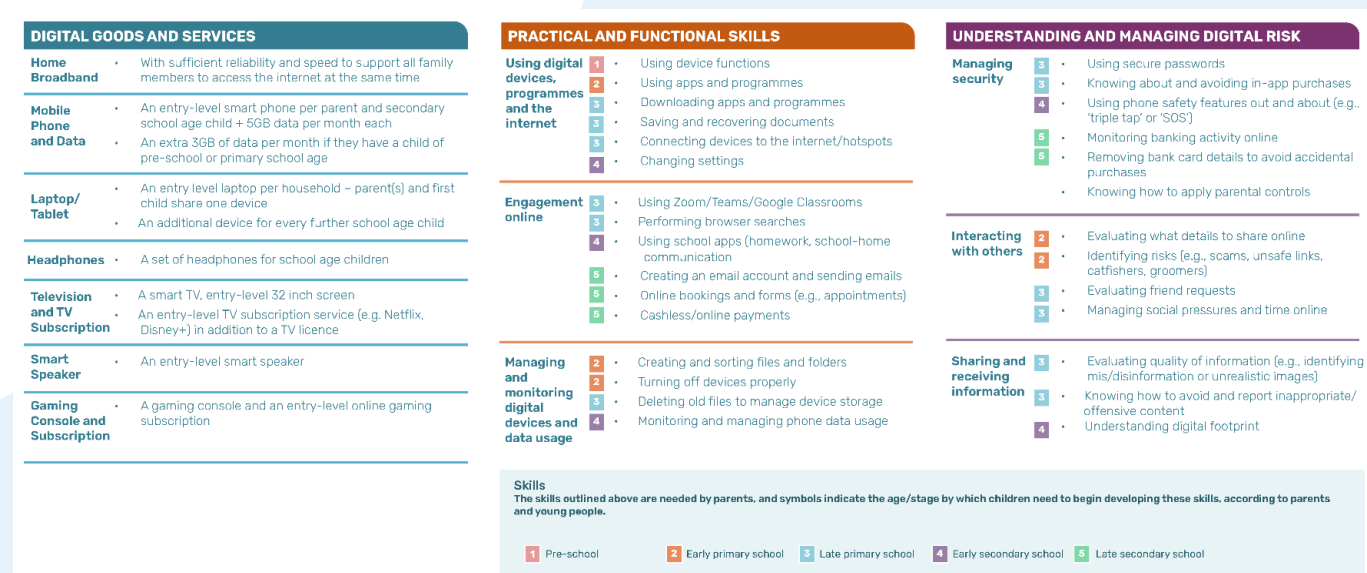 DIGITAL GOODS AND SERVICES
Home
Broadband
• With sufficient reliability and speed to support all family
members to access the internet at the same time
Mobile
Phone
and Data
• An entry-level smart phone per parent and secondary
school age child + 5GB data per month each
• An extra 3GB of data per month if they have a child of
pre-school or primary school age
Laptop/
Tablet
• An entry level laptop per household – parent(s) and first
child share one device
• An additional device for every further school age child
Headphones • A set of headphones for school age children
Television
and TV
Subscription
• A smart TV, entry-level 32 inch screen
• An entry-level TV subscription service (e.g. Netflix,
Disney+) in addition to a TV licence
Smart
Speaker
• An entry-level smart speaker
Gaming
Console and
Subscription
• A gaming console and an entry-level online gaming
subscription
PRACTICAL AND FUNCTIONAL SKILLS
Using digital
devices,
programmes
and the
internet
1 • Using device functions
2 • Using apps and programmes
3 • Downloading apps and programmes
3 • Saving and recovering documents
3 • Connecting devices to the internet/hotspots
4 • Changing settings
Engagement
online
3 • Using Zoom/Teams/Google Classrooms
3 • Performing browser searches
4 • Using school apps (homework, school-home
communication
5 • Creating an email account and sending emails
5 • Online bookings and forms (e.g., appointments)
5 • Cashless/online payments
Managing
and
monitoring
digital
devices and
data usage
2 • Creating and sorting files and folders
2 • Turning off devices properly
3 • Deleting old files to manage device storage
4 • Monitoring and managing phone data usage
UNDERSTANDING AND MANAGING DIGITAL RISK
Managing
security
3 • Using secure passwords
3 • Knowing about and avoiding in-app purchases
4 • Using phone safety features out and about (e.g.,
'triple tap' or 'SOS')
5 • Monitoring banking activity online
5 • Removing bank card details to avoid accidental
purchases
• Knowing how to apply parental controls
Interacting
with others
2 • Evaluating what details to share online
2 • Identifying risks (e.g., scams, unsafe links,
catfishers, groomers)
3 • Evaluating friend requests
3 • Managing social pressures and time online
Sharing and
receiving
information
3 • Evaluating quality of information (e.g., identifying
mis/disinformation or unrealistic images)
3 • Knowing how to avoid and report inappropriate/
offensive content
4 • Understanding digital footprint
Skills
The skills outlined above are needed by parents, and symbols indicate the age/stage by which children need to begin developing these skills, according to parents
and young people.
1 Pre-school 2 Early primary school 3 Late primary school 4 Early secondary school 5 Late secondary school